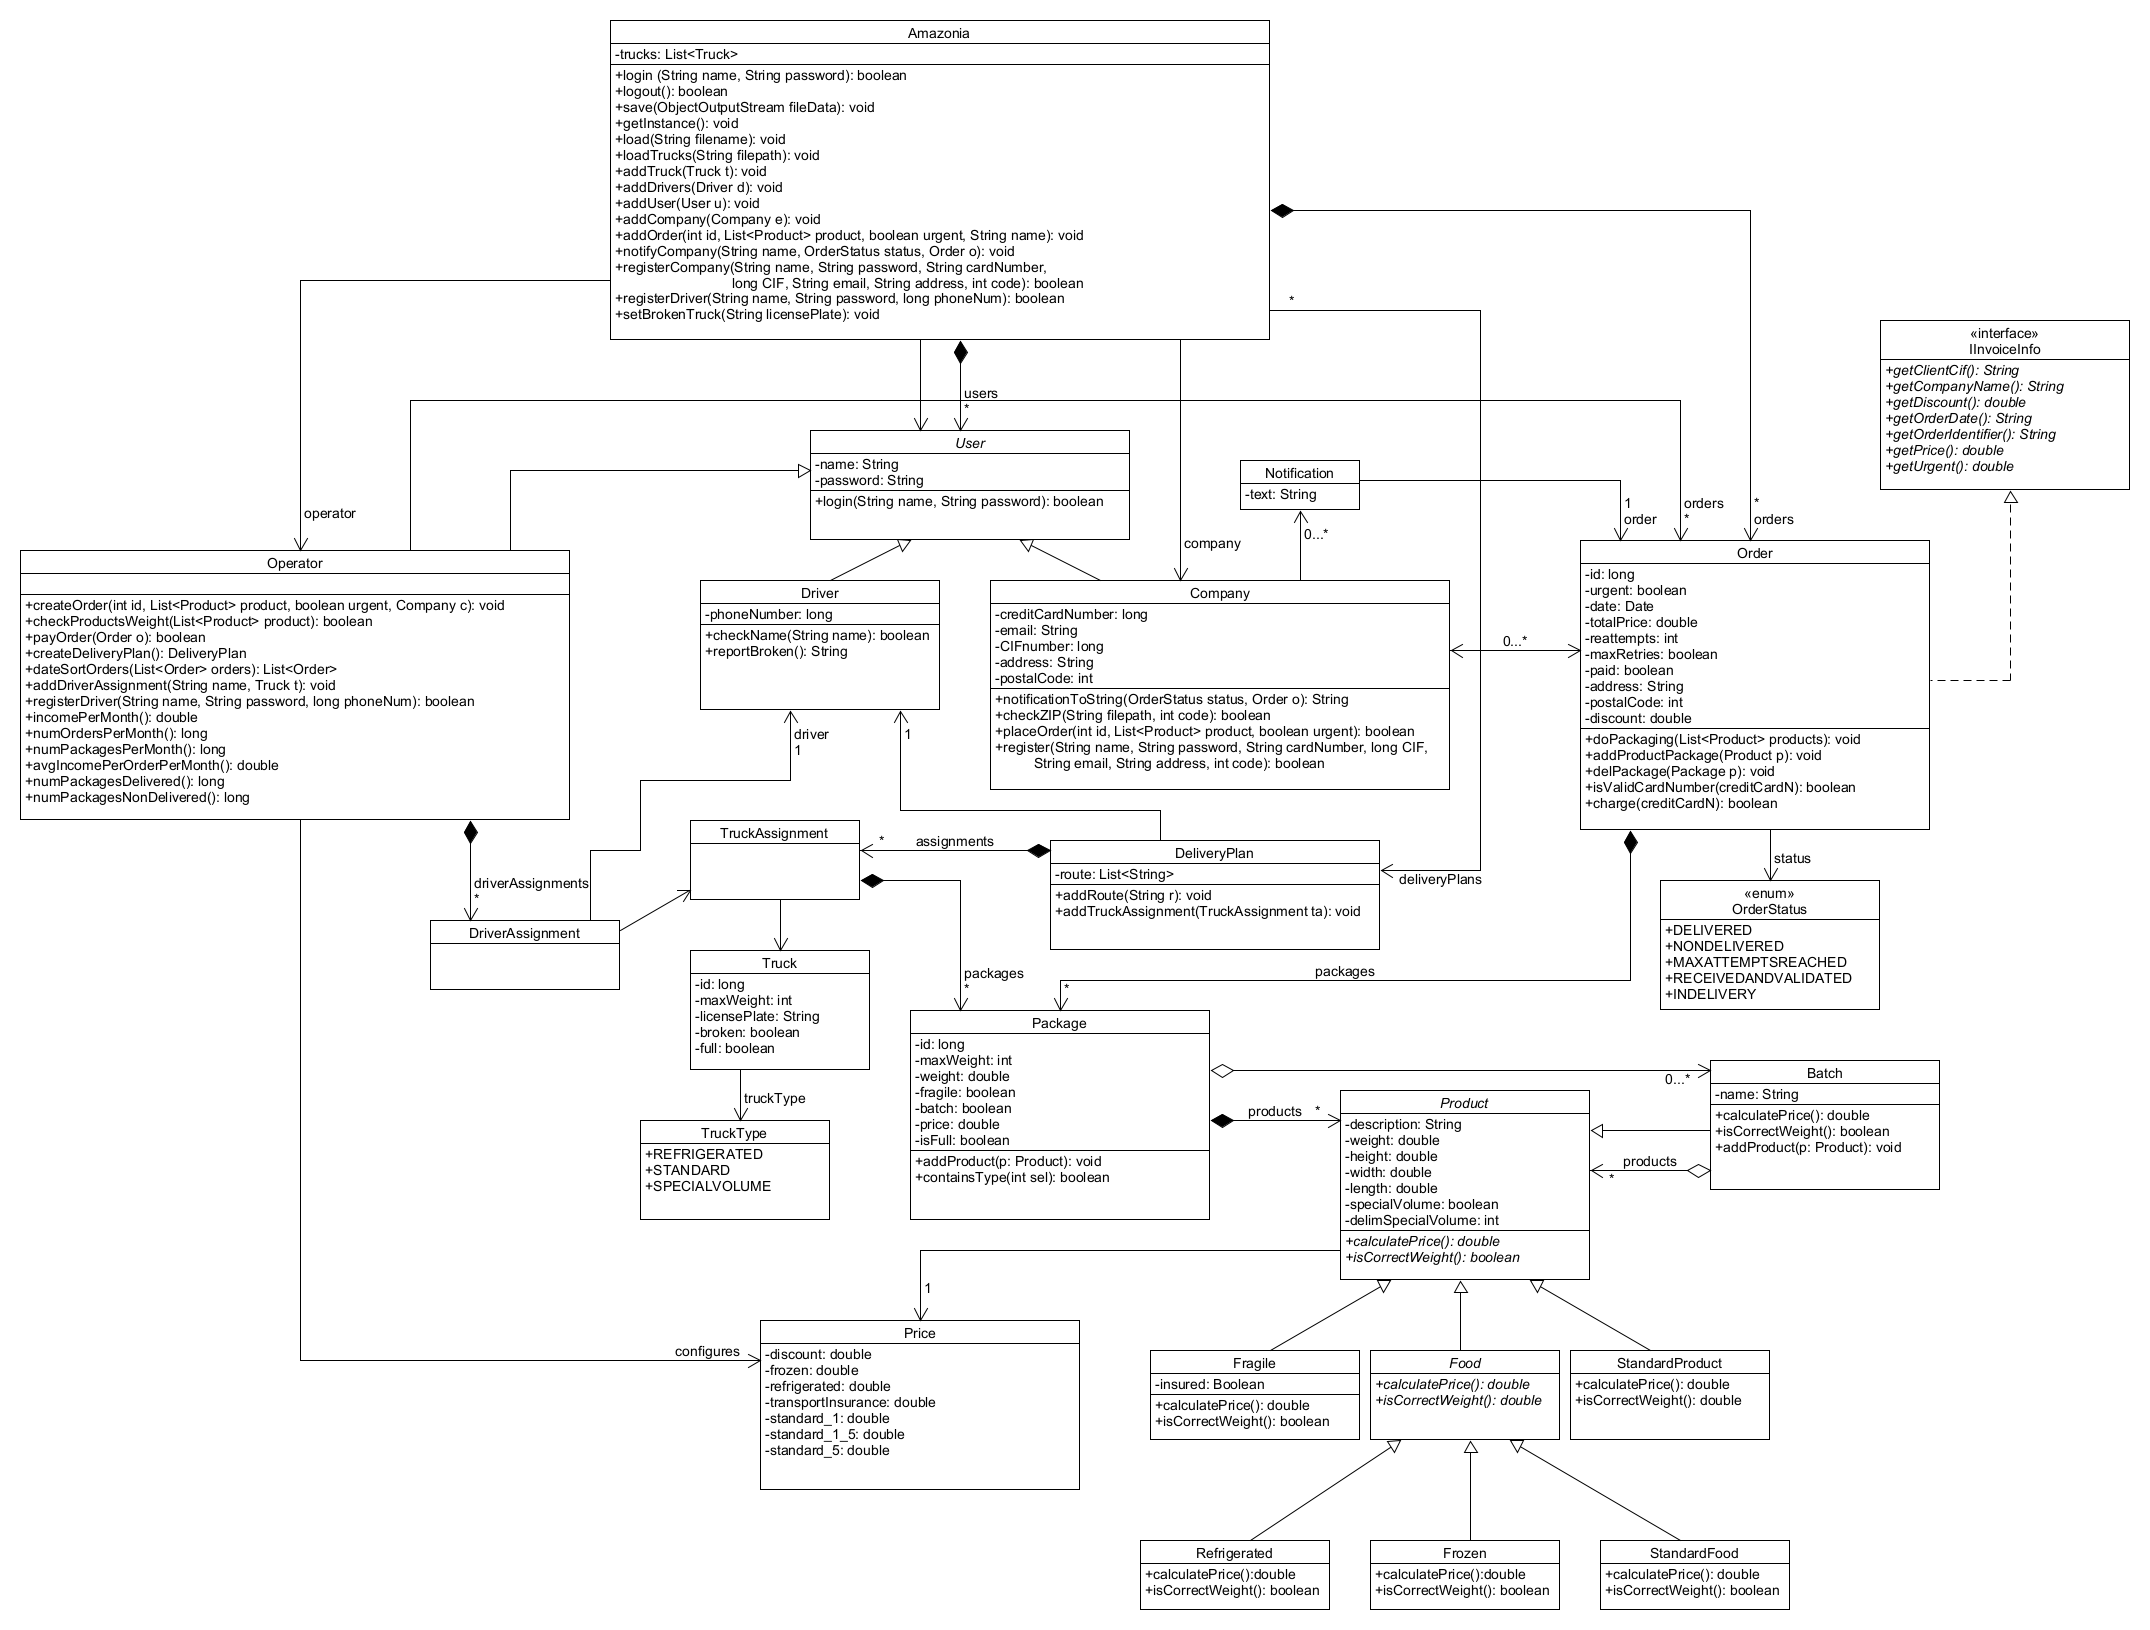 Amazonia
-trucks: List<Truck>
+login (String name, String password): boolean
+logout(): boolean
+save(ObjectOutputStream fileData): void
+getInstance(): void
+load(String filename): void
+loadTrucks(String filepath): void
+addTruck(Truck t): void
+addDrivers(Driver d): void
+addUser(User u): void
+addCompany(Company e): void
+addOrder(int id, List<Product> product, boolean urgent, String name): void
+notifyCompany(String name, OrderStatus status, Order o): void
+registerCompany(String name, String password, String cardNumber,
long CIF, String email, String address, int code): boolean
+registerDriver(String name, String password, long phoneNum): boolean
+setBrokenTruck(String licensePlate): void
*
«interface»
IInvoiceInfo
+getClientCif(): String
+getCompanyName(): String
+getDiscount(): double
+getOrderDate(): String
+getOrderIdentifier(): String
+getPrice(): double
+getUrgent(): double
users
*
User
-name: String
-password: String
+login(String name, String password): boolean
Notification
-text: String
operator
company
0...*
1
order
orders
*
*
orders
Operator
+createOrder(int id, List<Product> product, boolean urgent, Company c): void
+checkProductsWeight(List<Product> product): boolean
+payOrder(Order o): boolean
+createDeliveryPlan(): DeliveryPlan
+dateSortOrders(List<Order> orders): List<Order>
+addDriverAssignment(String name, Truck t): void
+registerDriver(String name, String password, long phoneNum): boolean
+incomePerMonth(): double
+numOrdersPerMonth(): long
+numPackagesPerMonth(): long
+avgIncomePerOrderPerMonth(): double
+numPackagesDelivered(): long
+numPackagesNonDelivered(): long
Driver
-phoneNumber: long
+checkName(String name): boolean
+reportBroken(): String
Company
-creditCardNumber: long
-email: String
-CIFnumber: long
-address: String
-postalCode: int
+notificationToString(OrderStatus status, Order o): String
+checkZIP(String filepath, int code): boolean
+placeOrder(int id, List<Product> product, boolean urgent): boolean
+register(String name, String password, String cardNumber, long CIF,
String email, String address, int code): boolean
0...*
Order
-id: long
-urgent: boolean
-date: Date
-totalPrice: double
-reattempts: int
-maxRetries: boolean
-paid: boolean
-address: String
-postalCode: int
-discount: double
+doPackaging(List<Product> products): void
+addProductPackage(Product p): void
+delPackage(Package p): void
+isValidCardNumber(creditCardN): boolean
+charge(creditCardN): boolean
driver
1
1
driverAssignments
*
TruckAssignment
*
assignments
DeliveryPlan
-route: List<String>
+addRoute(String r): void
+addTruckAssignment(TruckAssignment ta): void
deliveryPlans
status
«enum»
OrderStatus
+DELIVERED
+NONDELIVERED
+MAXATTEMPTSREACHED
+RECEIVEDANDVALIDATED
+INDELIVERY
DriverAssignment
Truck
-id: long
-maxWeight: int
-licensePlate: String
-broken: boolean
-full: boolean
packages
*
packages
*
truckType
TruckType
+REFRIGERATED
+STANDARD
+SPECIALVOLUME
Package
-id: long
-maxWeight: int
-weight: double
-fragile: boolean
-batch: boolean
-price: double
-isFull: boolean
+addProduct(p: Product): void
+containsType(int sel): boolean
0...*
Batch
-name: String
+calculatePrice(): double
+isCorrectWeight(): boolean
+addProduct(p: Product): void
products
*
products
*
Product
-description: String
-weight: double
-height: double
-width: double
-length: double
-specialVolume: boolean
-delimSpecialVolume: int
+calculatePrice(): double
+isCorrectWeight(): boolean
1
configures
Price
-discount: double
-frozen: double
-refrigerated: double
-transportInsurance: double
-standard_1: double
-standard_1_5: double
-standard_5: double
Fragile
-insured: Boolean
+calculatePrice(): double
+isCorrectWeight(): boolean
Food
+calculatePrice(): double
+isCorrectWeight(): double
StandardProduct
+calculatePrice(): double
+isCorrectWeight(): double
Refrigerated
+calculatePrice():double
+isCorrectWeight(): boolean
Frozen
+calculatePrice():double
+isCorrectWeight(): boolean
StandardFood
+calculatePrice(): double
+isCorrectWeight(): boolean